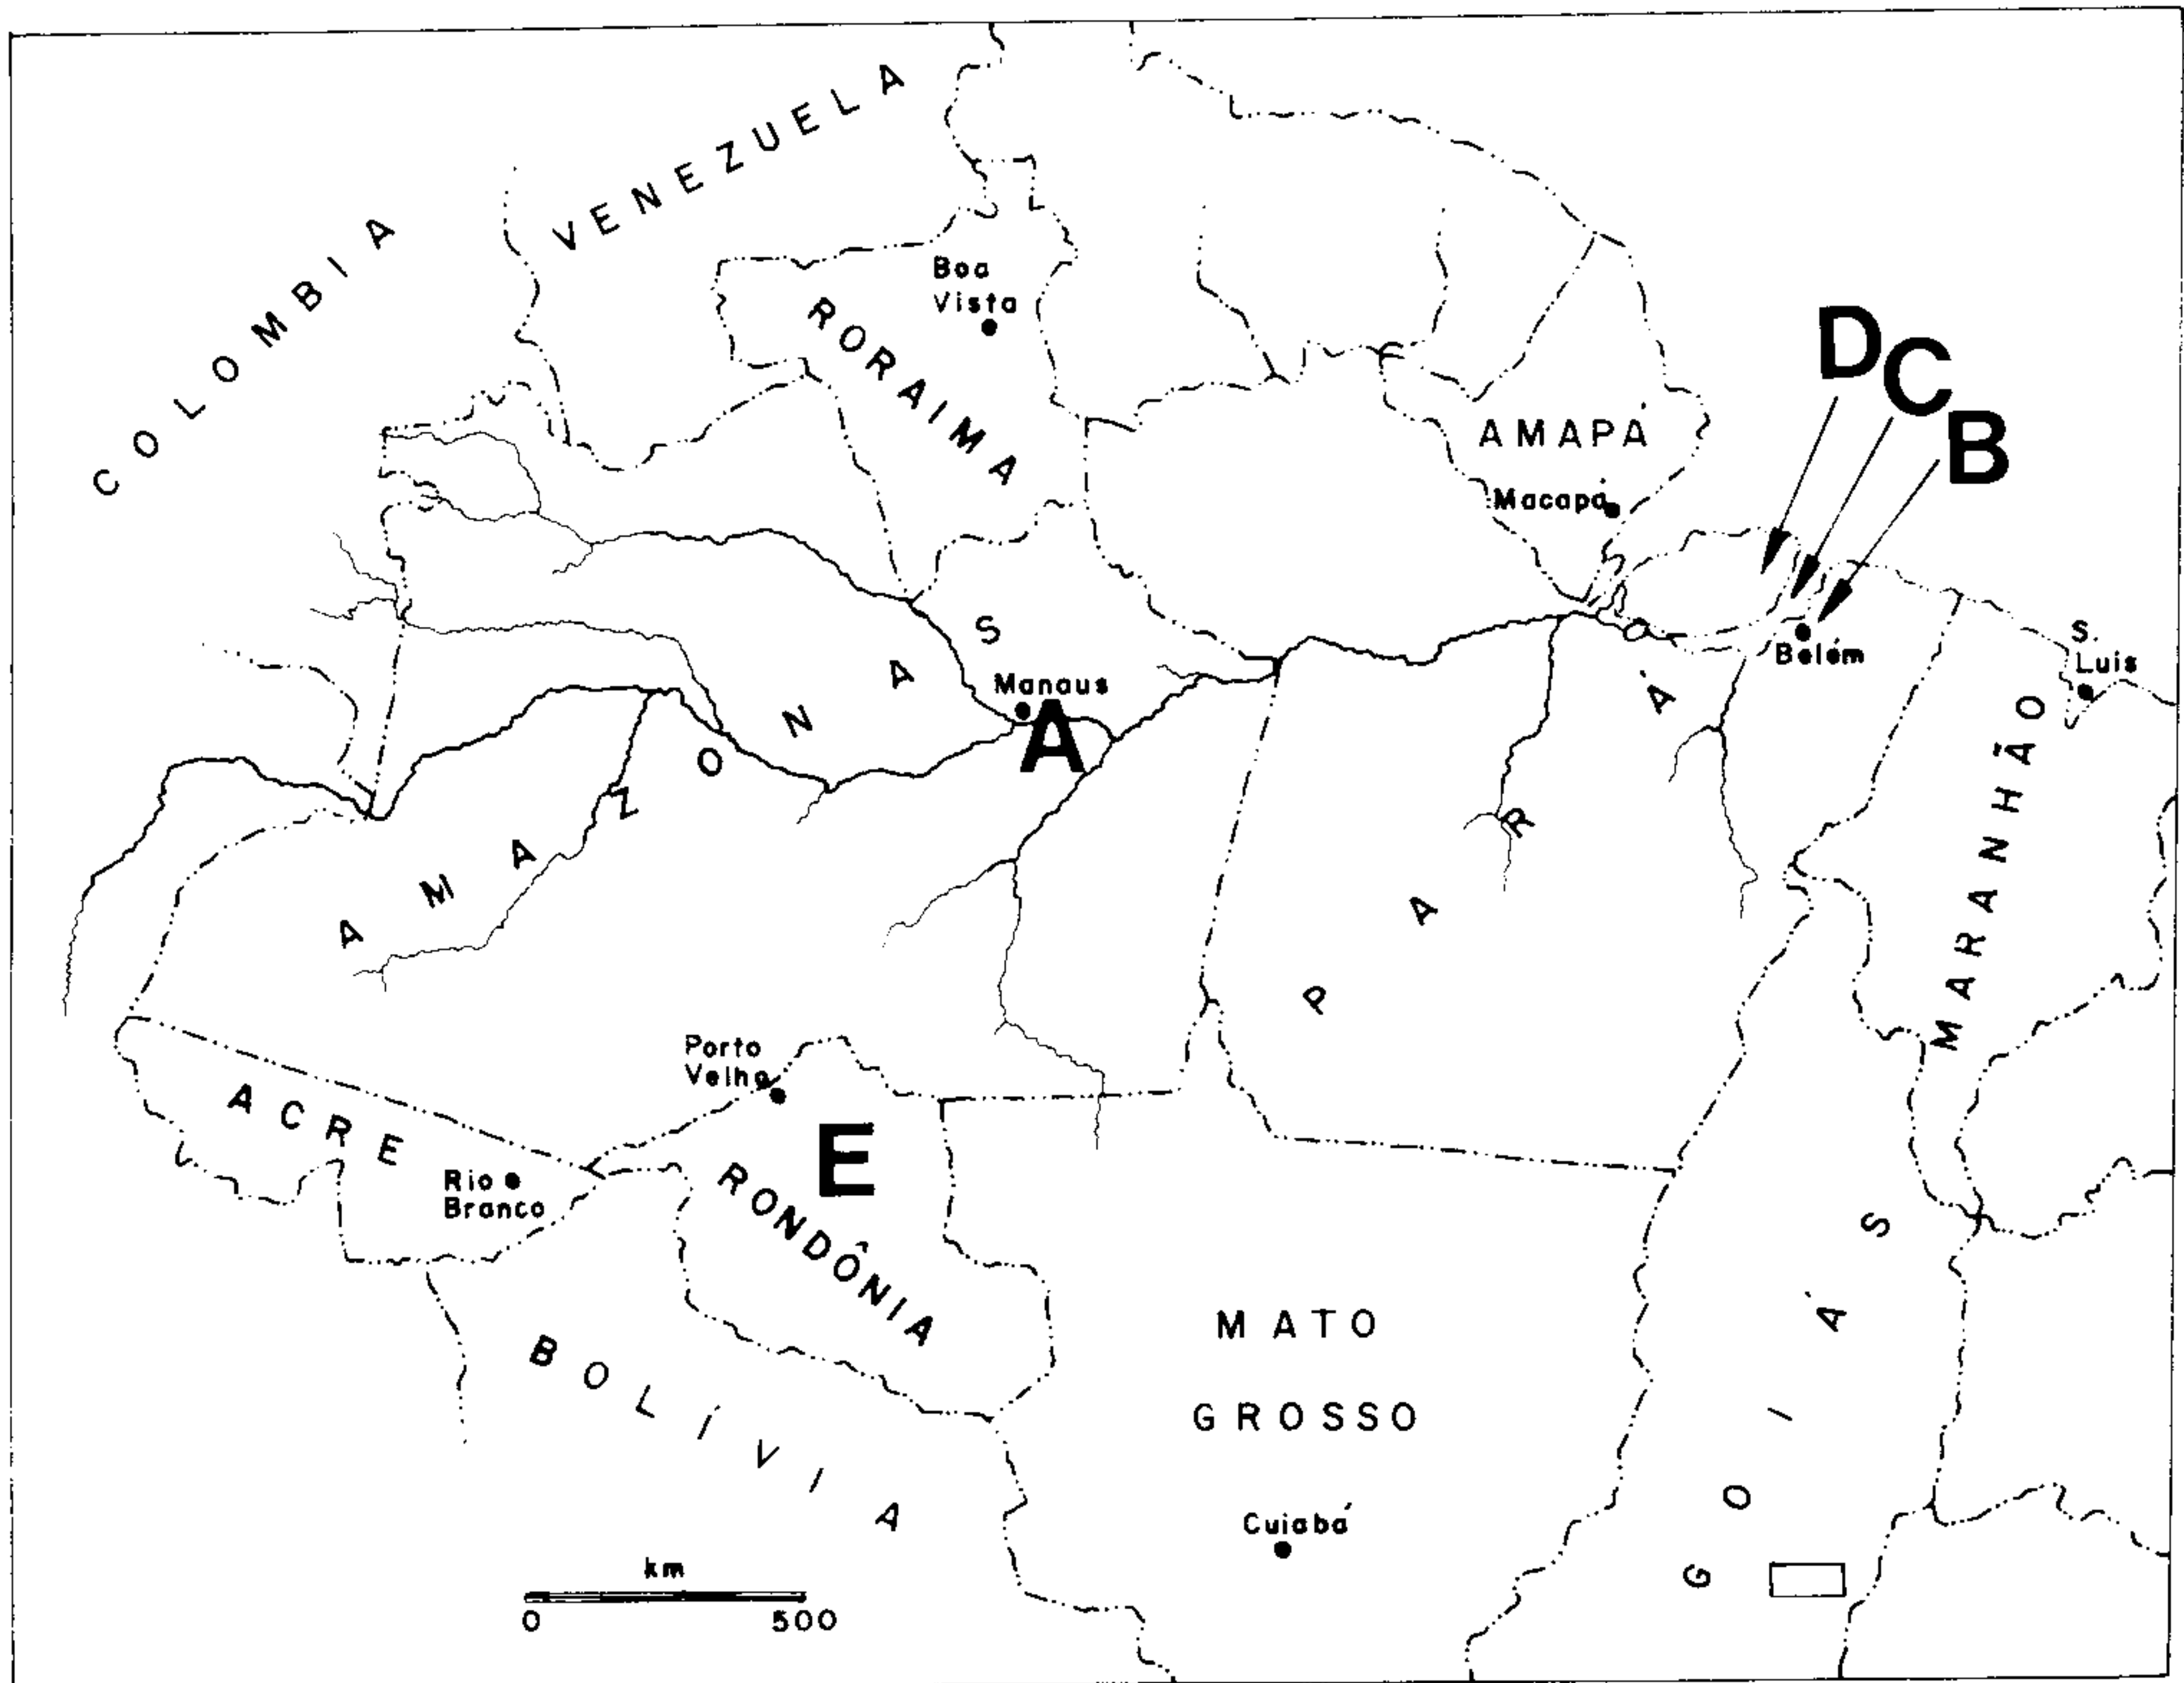 VENEZUELA
COLOMBIA
Boa
Vista
RORAIMA
D
C
B
AMAPÁ
Macapá
Belém
S.
Luis
AMAZONAS
Manaus
A
PARÁ
MARANHÃO
Porto
Velho
ACRE
E
Rio
Branco
RONDÔNIA
BOLÍVIA
MATO
GROSSO
GOIÁS
Cuiabá
km
0 500